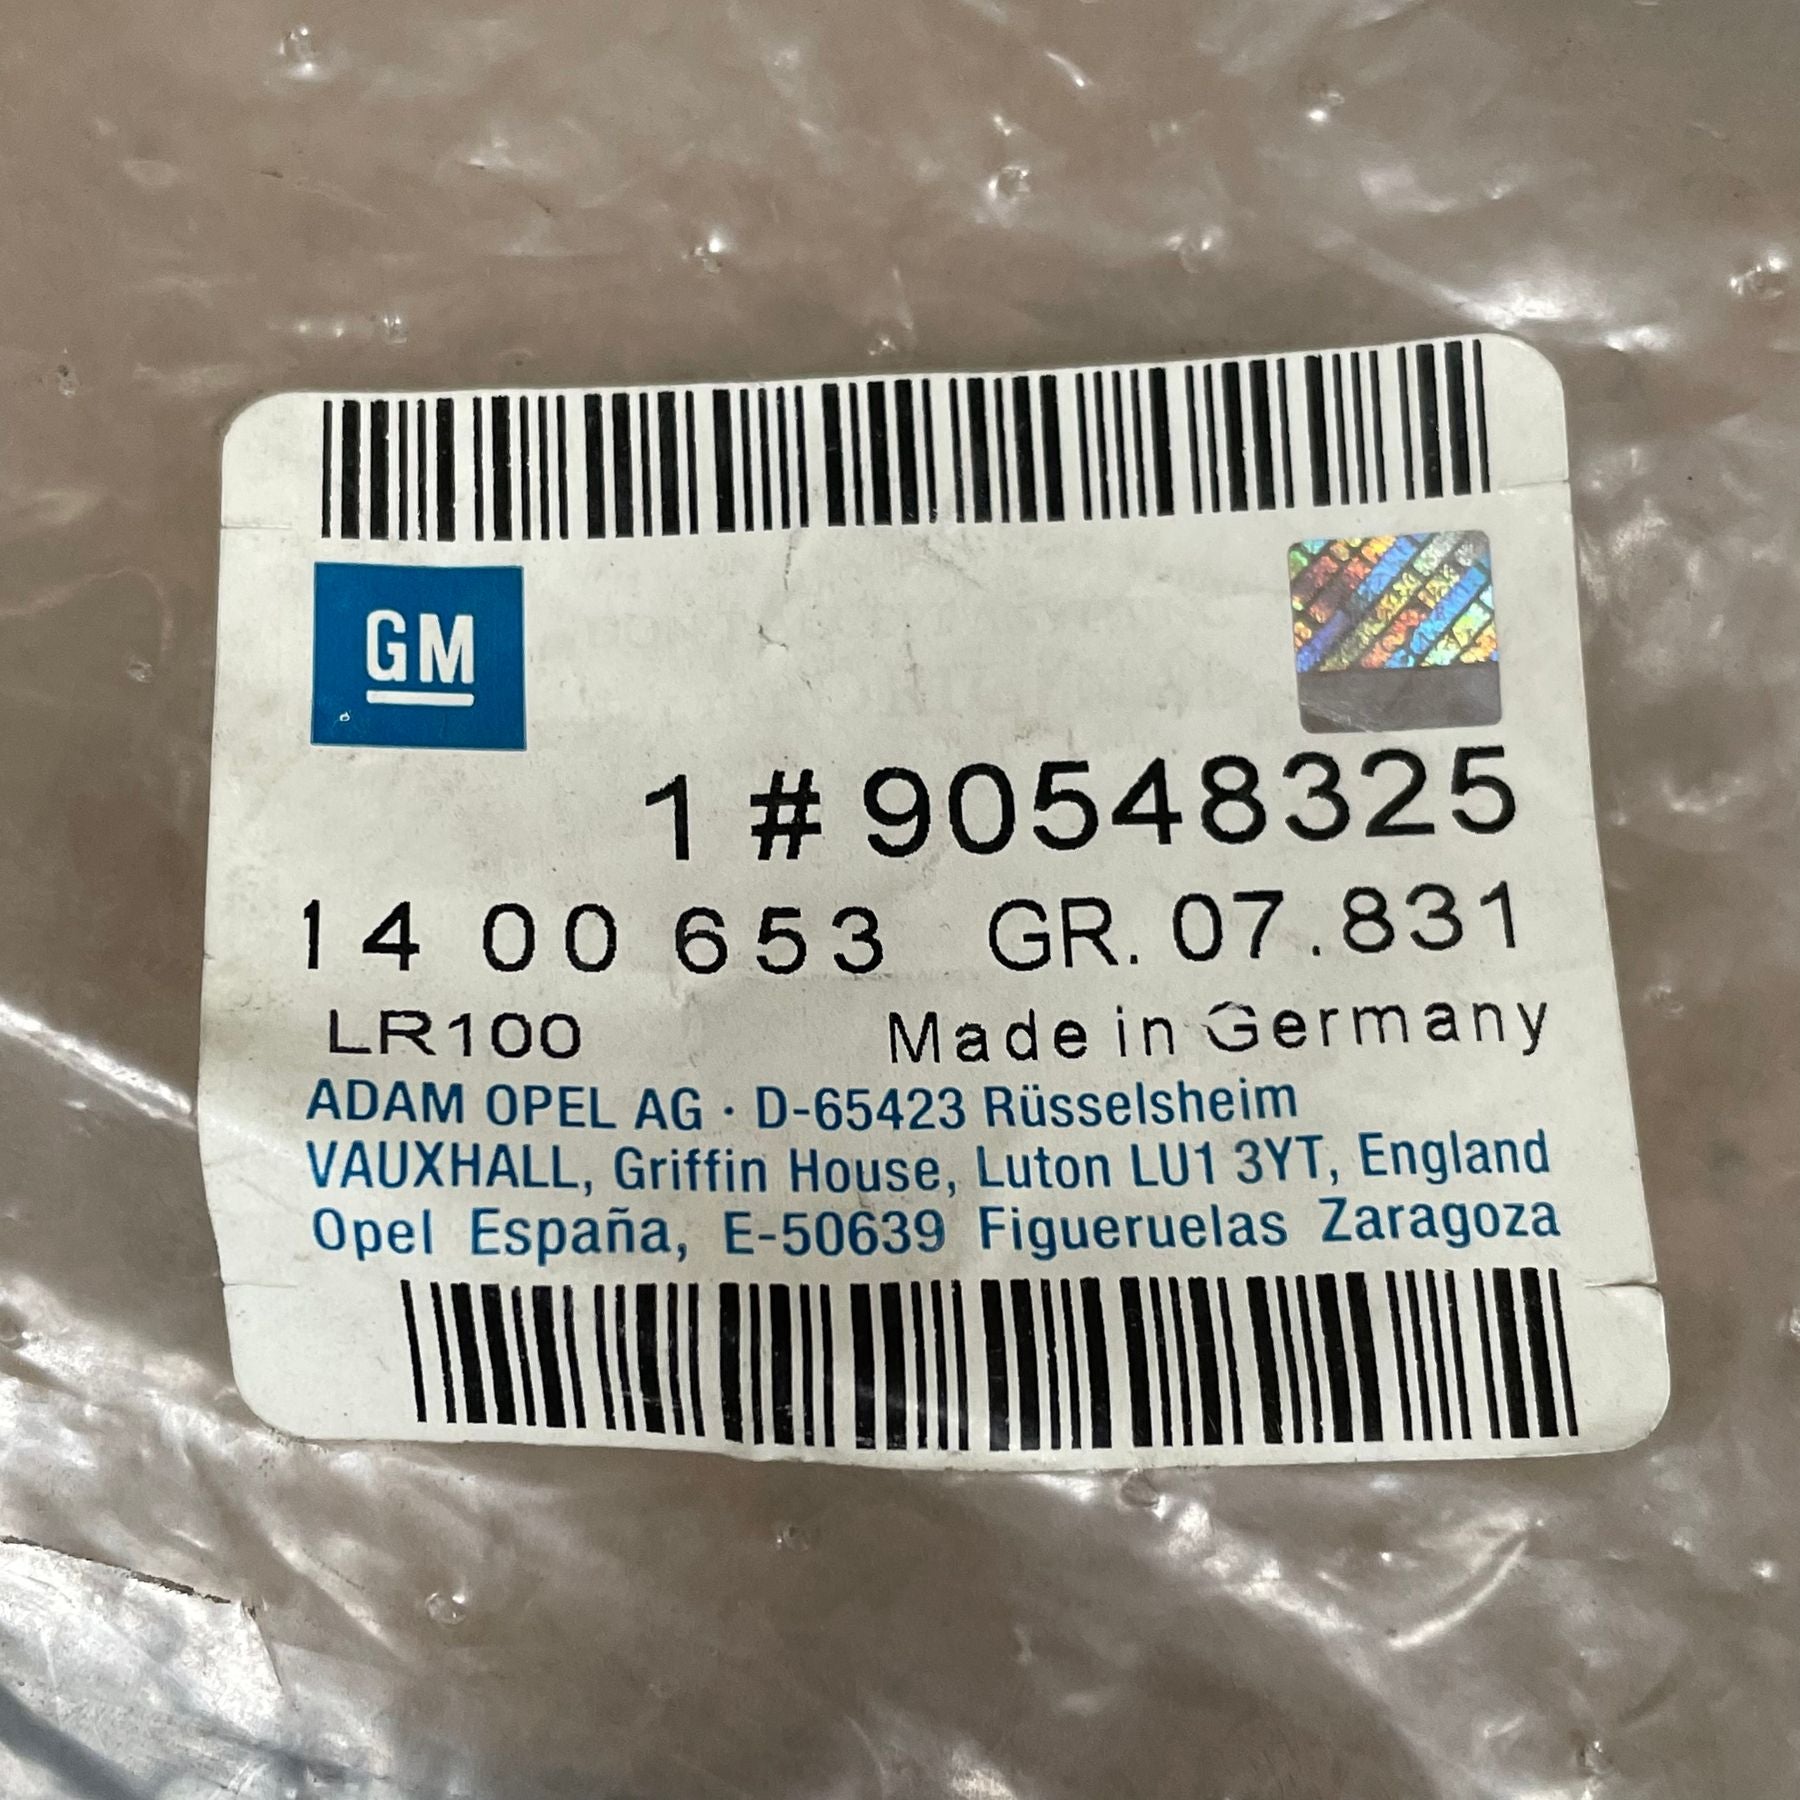 GM
1 # 90548325
14 00 653 GR. 07.831
LR100 Made in Germany
ADAM OPEL AG · D-65423 Rüsselsheim
VAUXHALL, Griffin House, Luton LU1 3YT, England
Opel España, E-50639 Figueruelas Zaragoza